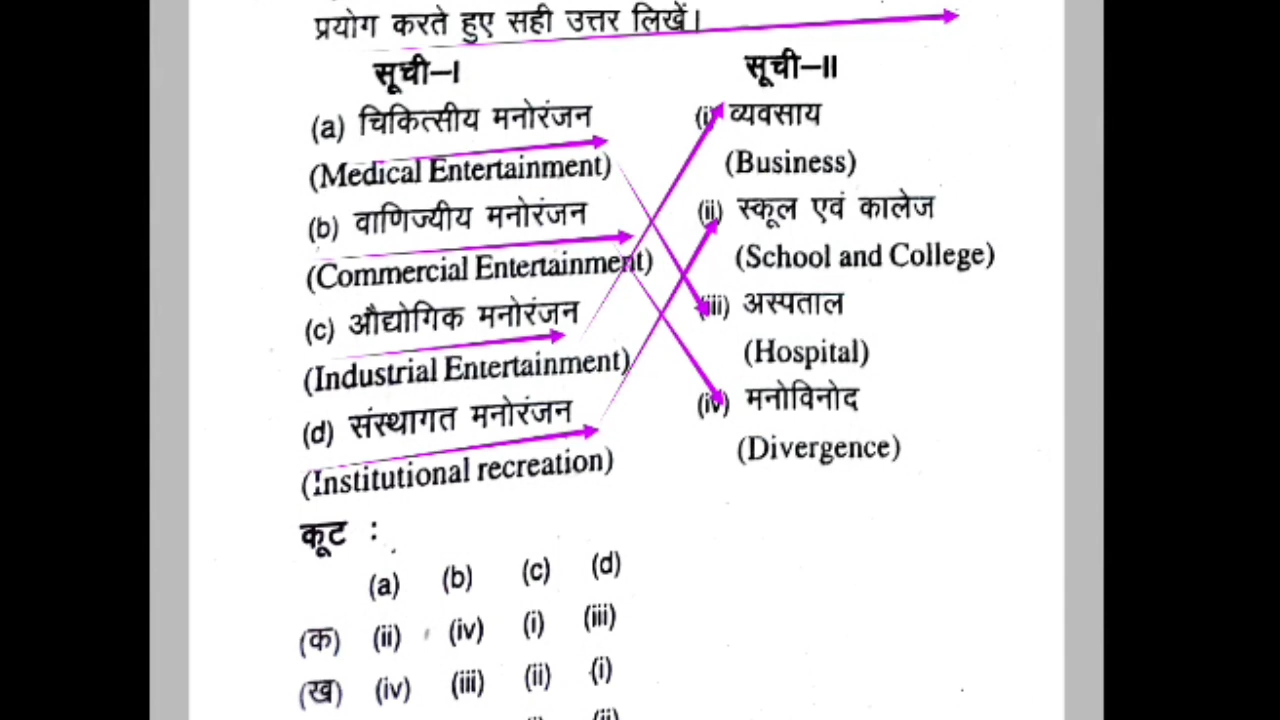 प्रयोग करते हुए सही उत्तर लिखें।
सूची–I सूची–II
(a) चिकित्सीय मनोरंजन (i) व्यवसाय
(Medical Entertainment) (Business)
(b) वाणिज्यीय मनोरंजन (ii) स्कूल एवं कालेज
(Commercial Entertainment) (School and College)
(c) औद्योगिक मनोरंजन (iii) अस्पताल
(Industrial Entertainment) (Hospital)
(d) संस्थागत मनोरंजन (iv) मनोविनोद
(Institutional recreation) (Divergence)
कूट :
(a) (b) (c) (d)
(क) (ii) (iv) (i) (iii)
(ख) (iv) (iii) (ii) (i)